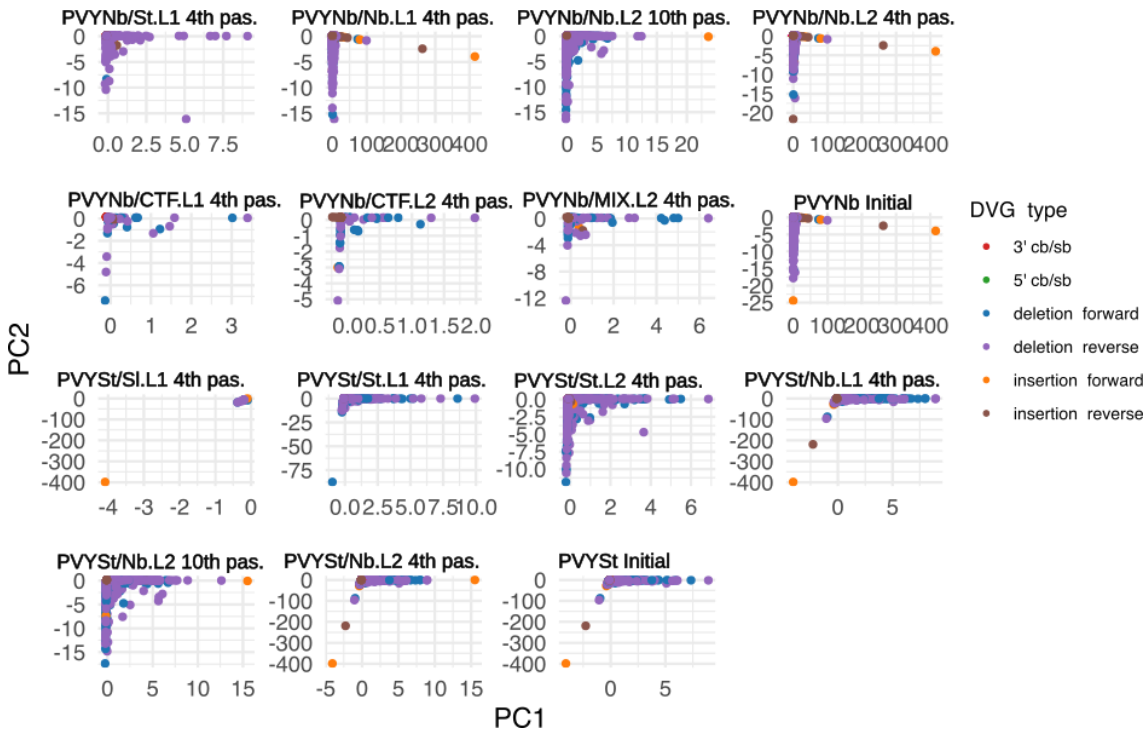 PVYNb/St.L1 4th pas. PVYNb/Nb.L1 4th pas. PVYNb/Nb.L2 10th pas. PVYNb/Nb.L2 4th pas.
0 0 0 0
-5 -5 -5 -5
-10 -10 -10 -10
-15 -15 -15 -15
-20
0.0 2.5 5.0 7.5 0 100 200 300 400 0 5 10 15 20 0 100 200 300 400
PVYNb/CTF.L1 4th pas. PVYNb/CTF.L2 4th pas. PVYNb/MIX.L2 4th pas. PVYNb Initial
0 0 0 0
-2 -1 -4 -5
-4 -2 -8 -10
-6 -3 -12 -15
-4 -20
-5 -25
0 1 2 3 0.0 0.5 1.0 1.5 2.0 0 2 4 6 0 100 200 300 400
DVG type
3' cb/sb
5' cb/sb
deletion forward
deletion reverse
insertion forward
insertion reverse
PC2
PVYSt/Sl.L1 4th pas. PVYSt/St.L1 4th pas. PVYSt/St.L2 4th pas. PVYSt/Nb.L1 4th pas.
0 0 0.0 0
-100 -25 -2.5 -100
-200 -50 -5.0 -200
-300 -75 -7.5 -300
-400 -10.0 -400
-4 -3 -2 -1 0 0.0 2.5 5.0 7.5 10.0 0 2 4 6 0 5
PVYSt/Nb.L2 10th pas. PVYSt/Nb.L2 4th pas. PVYSt Initial
0 0 0
-5 -100 -100
-10 -200 -200
-15 -300 -300
-400 -400
0 5 10 15 -5 0 5 10 15 0 5
PC1